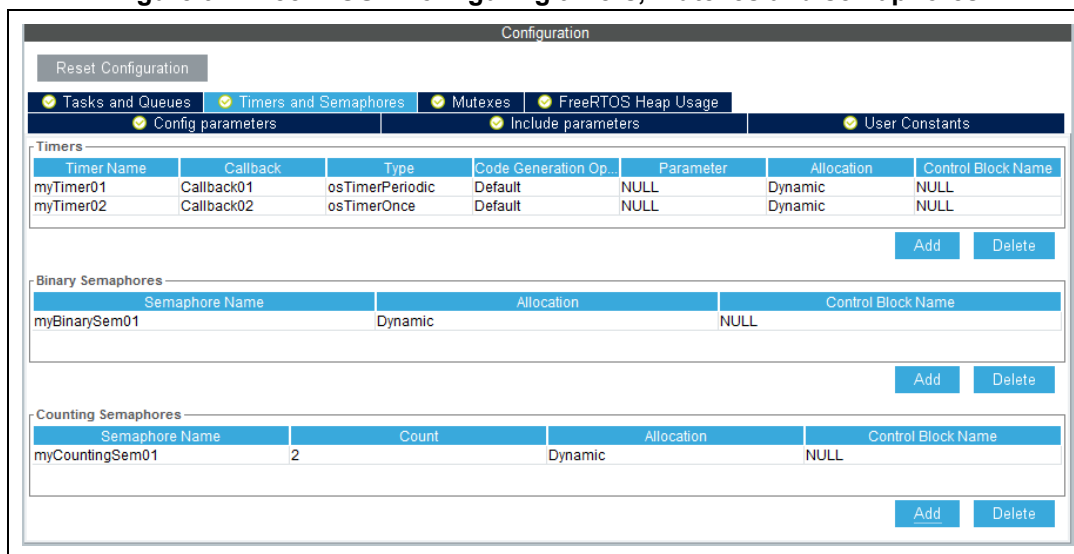 Configuration
Reset Configuration
Tasks and Queues Timers and Semaphores Mutexes FreeRTOS Heap Usage
Config parameters Include parameters User Constants
Timers
Timer Name Callback Type Code Generation Op... Parameter Allocation Control Block Name
myTimer01 Callback01 osTimerPeriodic Default NULL Dynamic NULL
myTimer02 Callback02 osTimerOnce Default NULL Dynamic NULL
Add Delete
Binary Semaphores
Semaphore Name Allocation Control Block Name
myBinarySem01 Dynamic NULL
Add Delete
Counting Semaphores
Semaphore Name Count Allocation Control Block Name
myCountingSem01 2 Dynamic NULL
Add Delete